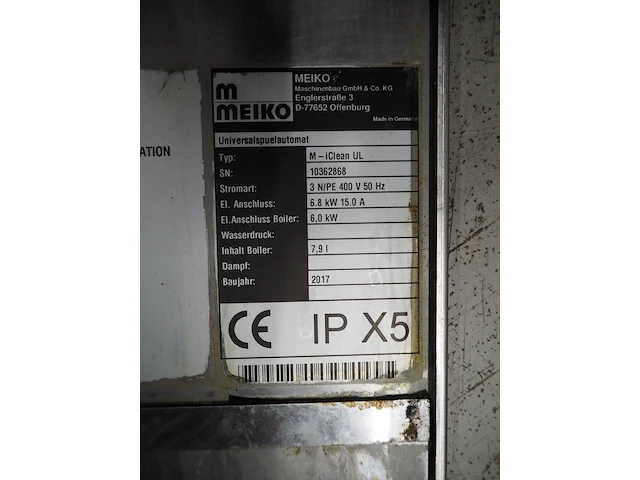 m
MEIKO
MEIKO
Maschinenbau GmbH & Co. KG
Englerstraße 3
D-77652 Offenburg
Made in Germany
Universalspuelautomat
Typ: M-iClean UL
SN: 10362868
Stromart: 3 N/PE 400 V 50 Hz
El. Anschluss: 6.8 kW 15.0 A
El.Anschluss Boiler: 6,0 kW
Wasserdruck:
Inhalt Boiler: 7,9 l
Dampf:
Baujahr: 2017
CE IP X5
ATION